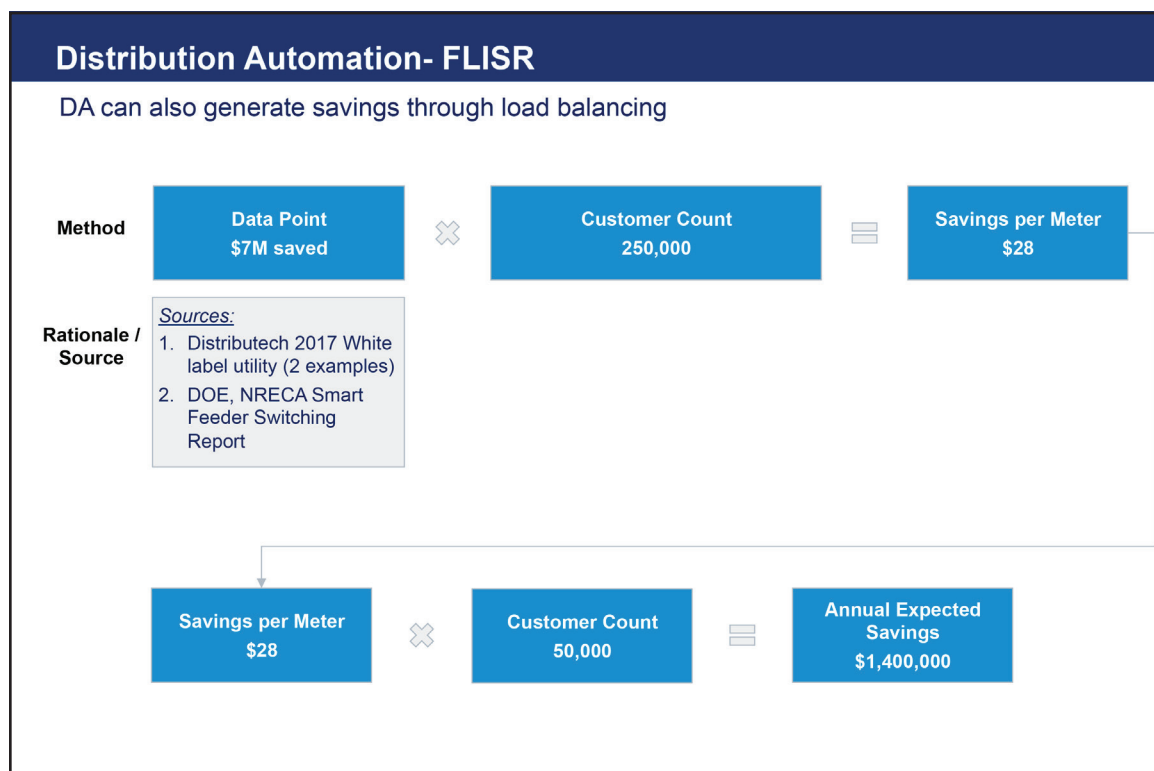 Distribution Automation- FLISR
DA can also generate savings through load balancing
Method
Data Point
$7M saved
Customer Count
250,000
Savings per Meter
$28
Rationale /
Source
Sources:
1. Distributech 2017 White
label utility (2 examples)
2. DOE, NRECA Smart
Feeder Switching
Report
Savings per Meter
$28
Customer Count
50,000
Annual Expected
Savings
$1,400,000